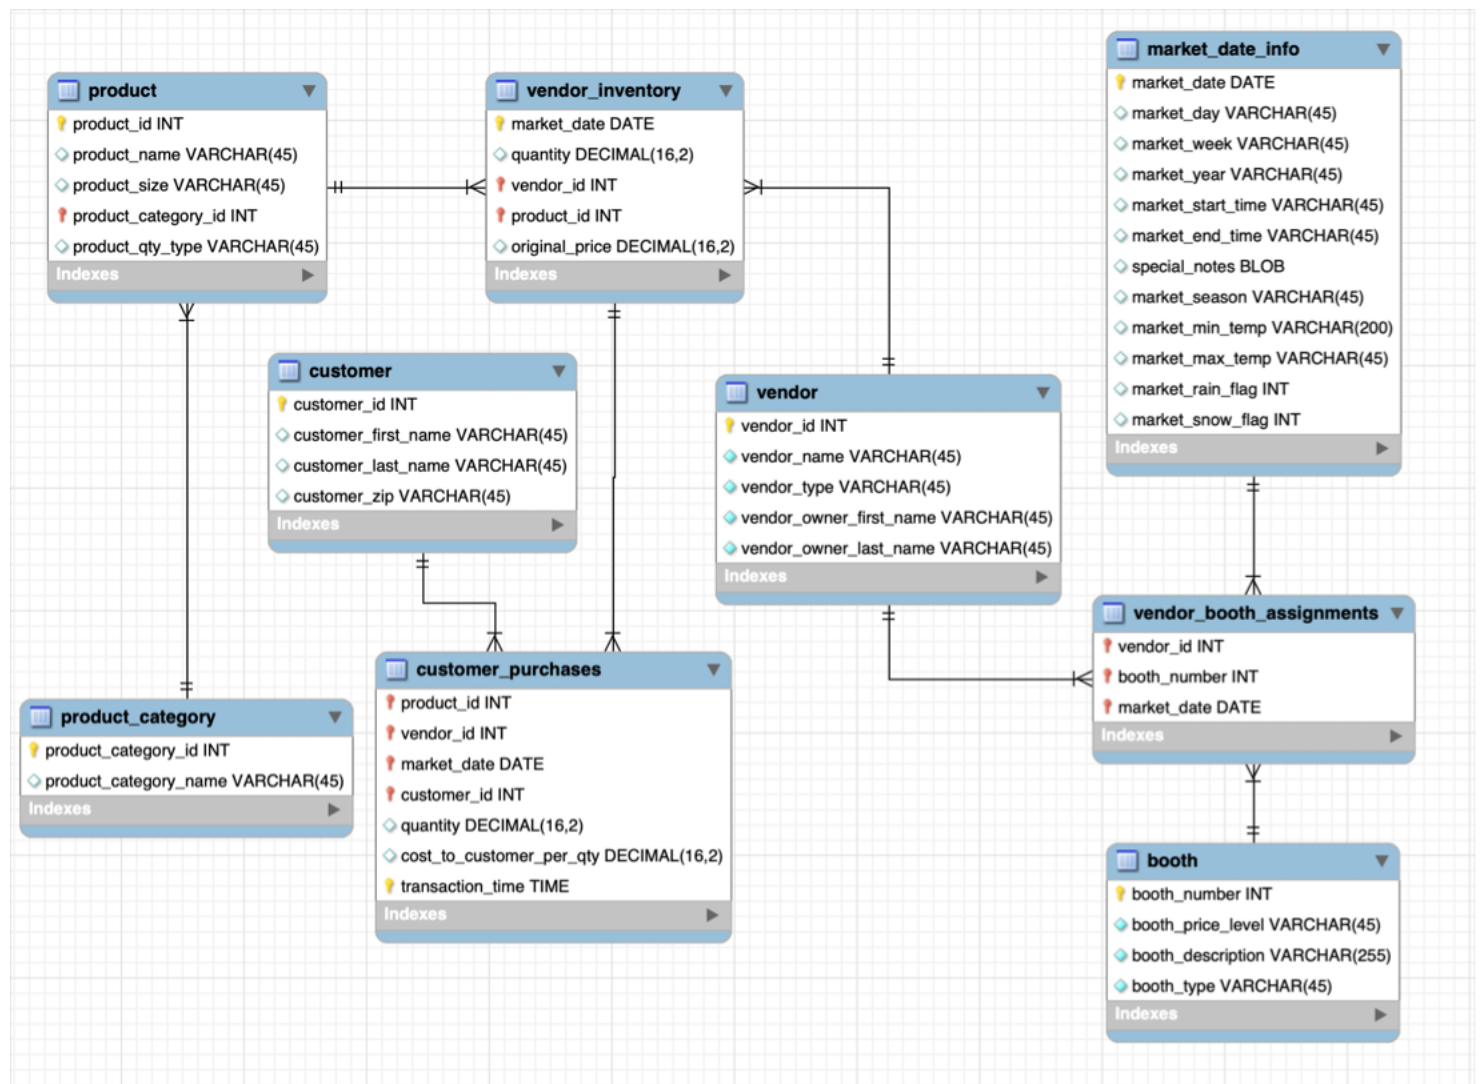 product
product_id INT
product_name VARCHAR(45)
product_size VARCHAR(45)
product_category_id INT
product_qty_type VARCHAR(45)
Indexes
vendor_inventory
market_date DATE
quantity DECIMAL(16,2)
vendor_id INT
product_id INT
original_price DECIMAL(16,2)
Indexes
market_date_info
market_date DATE
market_day VARCHAR(45)
market_week VARCHAR(45)
market_year VARCHAR(45)
market_start_time VARCHAR(45)
market_end_time VARCHAR(45)
special_notes BLOB
market_season VARCHAR(45)
market_min_temp VARCHAR(200)
market_max_temp VARCHAR(45)
market_rain_flag INT
market_snow_flag INT
Indexes
customer
customer_id INT
customer_first_name VARCHAR(45)
customer_last_name VARCHAR(45)
customer_zip VARCHAR(45)
Indexes
vendor
vendor_id INT
vendor_name VARCHAR(45)
vendor_type VARCHAR(45)
vendor_owner_first_name VARCHAR(45)
vendor_owner_last_name VARCHAR(45)
Indexes
product_category
product_category_id INT
product_category_name VARCHAR(45)
Indexes
customer_purchases
product_id INT
vendor_id INT
market_date DATE
customer_id INT
quantity DECIMAL(16,2)
cost_to_customer_per_qty DECIMAL(16,2)
transaction_time TIME
Indexes
vendor_booth_assignments
vendor_id INT
booth_number INT
market_date DATE
Indexes
booth
booth_number INT
booth_price_level VARCHAR(45)
booth_description VARCHAR(255)
booth_type VARCHAR(45)
Indexes